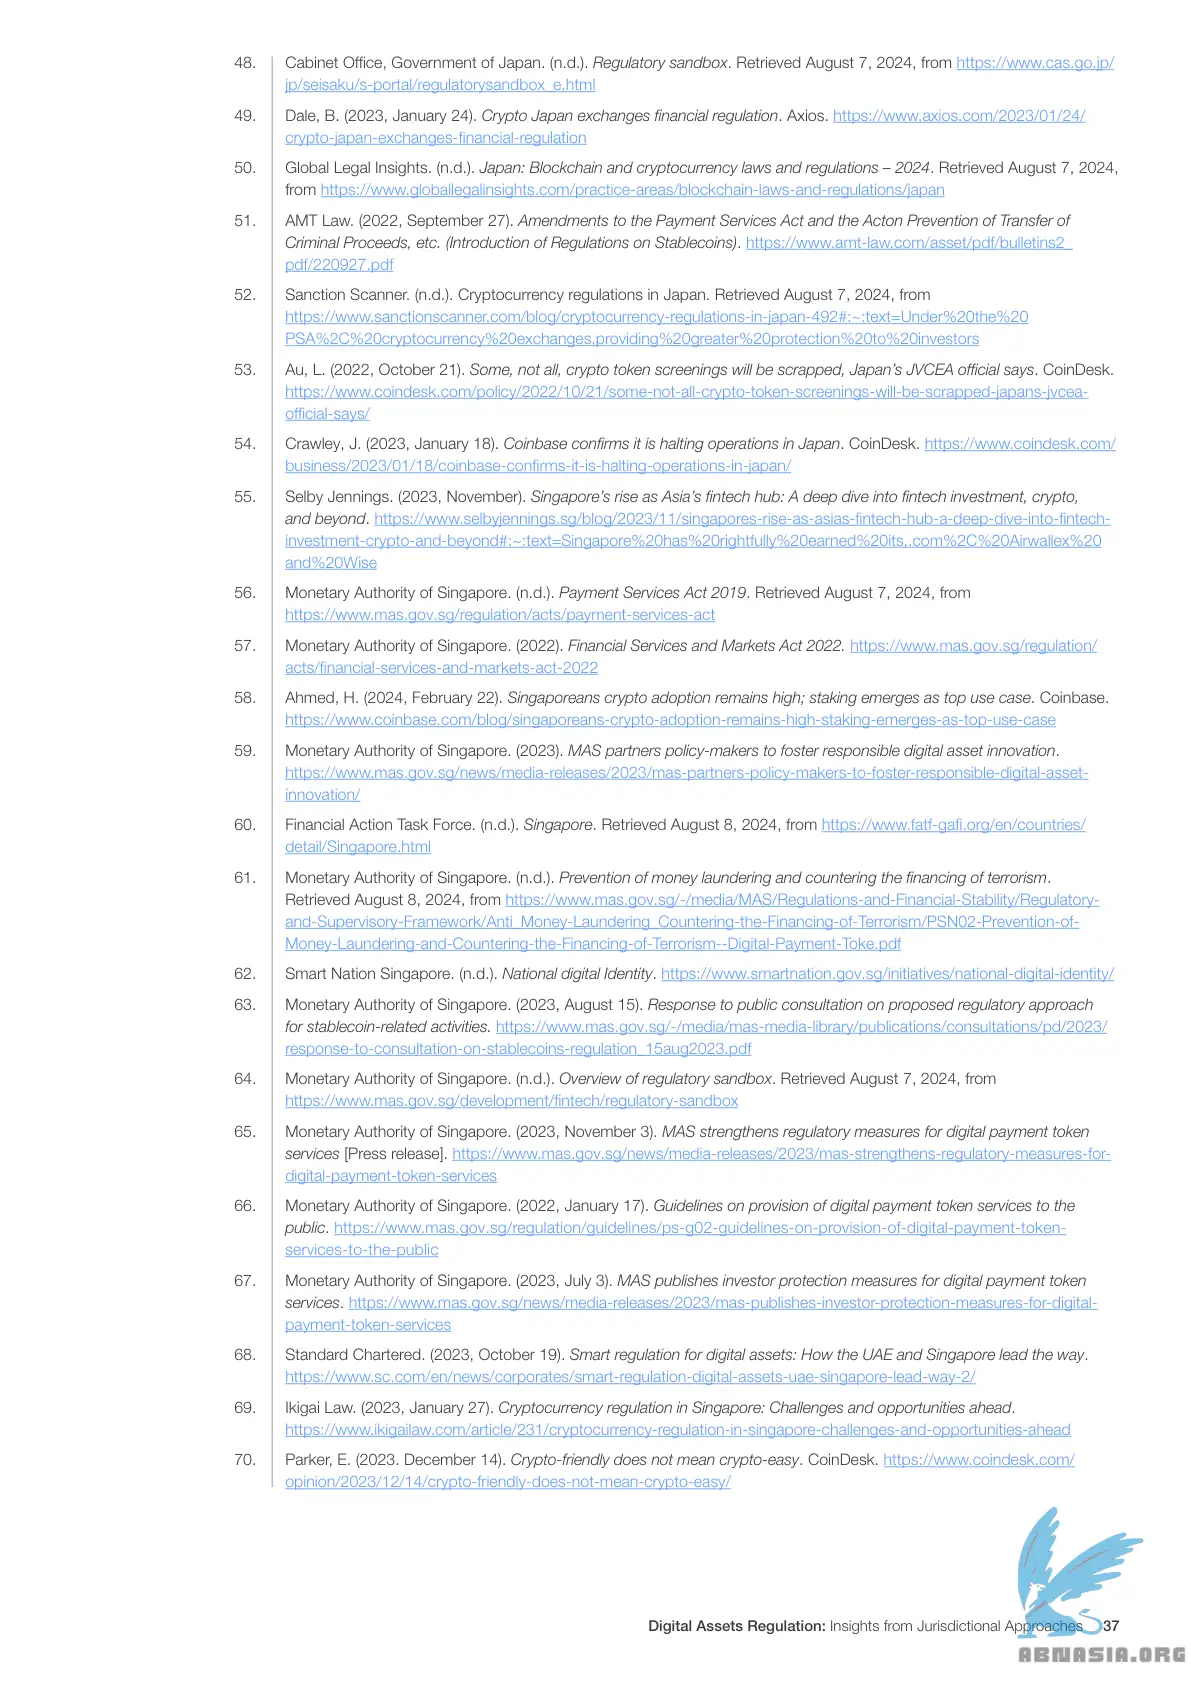 48. Cabinet Office, Government of Japan. (n.d.). Regulatory sandbox. Retrieved August 7, 2024, from https://www.cas.go.jp/
jp/seisaku/s-portal/regulatorysandbox_e.html
49. Dale, B. (2023, January 24). Crypto Japan exchanges financial regulation. Axios. https://www.axios.com/2023/01/24/
crypto-japan-exchanges-financial-regulation
50. Global Legal Insights. (n.d.). Japan: Blockchain and cryptocurrency laws and regulations – 2024. Retrieved August 7, 2024,
from https://www.globallegalinsights.com/practice-areas/blockchain-laws-and-regulations/japan
51. AMT Law. (2022, September 27). Amendments to the Payment Services Act and the Acton Prevention of Transfer of
Criminal Proceeds, etc. (Introduction of Regulations on Stablecoins). https://www.amt-law.com/asset/pdf/bulletins2_
pdf/220927.pdf
52. Sanction Scanner. (n.d.). Cryptocurrency regulations in Japan. Retrieved August 7, 2024, from
https://www.sanctionscanner.com/blog/cryptocurrency-regulations-in-japan-492#:~:text=Under%20the%20
PSA%2C%20cryptocurrency%20exchanges,providing%20greater%20protection%20to%20investors
53. Au, L. (2022, October 21). Some, not all, crypto token screenings will be scrapped, Japan’s JVCEA official says. CoinDesk.
https://www.coindesk.com/policy/2022/10/21/some-not-all-crypto-token-screenings-will-be-scrapped-japans-jvcea-
official-says/
54. Crawley, J. (2023, January 18). Coinbase confirms it is halting operations in Japan. CoinDesk. https://www.coindesk.com/
business/2023/01/18/coinbase-confirms-it-is-halting-operations-in-japan/
55. Selby Jennings. (2023, November). Singapore’s rise as Asia’s fintech hub: A deep dive into fintech investment, crypto,
and beyond. https://www.selbyjennings.sg/blog/2023/11/singapores-rise-as-asias-fintech-hub-a-deep-dive-into-fintech-
investment-crypto-and-beyond#:~:text=Singapore%20has%20rightfully%20earned%20its,.com%2C%20Airwallex%20
and%20Wise
56. Monetary Authority of Singapore. (n.d.). Payment Services Act 2019. Retrieved August 7, 2024, from
https://www.mas.gov.sg/regulation/acts/payment-services-act
57. Monetary Authority of Singapore. (2022). Financial Services and Markets Act 2022. https://www.mas.gov.sg/regulation/
acts/financial-services-and-markets-act-2022
58. Ahmed, H. (2024, February 22). Singaporeans crypto adoption remains high; staking emerges as top use case. Coinbase.
https://www.coinbase.com/blog/singaporeans-crypto-adoption-remains-high-staking-emerges-as-top-use-case
59. Monetary Authority of Singapore. (2023). MAS partners policy-makers to foster responsible digital asset innovation.
https://www.mas.gov.sg/news/media-releases/2023/mas-partners-policy-makers-to-foster-responsible-digital-asset-
innovation/
60. Financial Action Task Force. (n.d.). Singapore. Retrieved August 8, 2024, from https://www.fatf-gafi.org/en/countries/
detail/Singapore.html
61. Monetary Authority of Singapore. (n.d.). Prevention of money laundering and countering the financing of terrorism.
Retrieved August 8, 2024, from https://www.mas.gov.sg/-/media/MAS/Regulations-and-Financial-Stability/Regulatory-
and-Supervisory-Framework/Anti_Money-Laundering_Countering-the-Financing-of-Terrorism/PSN02-Prevention-of-
Money-Laundering-and-Countering-the-Financing-of-Terrorism--Digital-Payment-Toke.pdf
62. Smart Nation Singapore. (n.d.). National digital Identity. https://www.smartnation.gov.sg/initiatives/national-digital-identity/
63. Monetary Authority of Singapore. (2023, August 15). Response to public consultation on proposed regulatory approach
for stablecoin-related activities. https://www.mas.gov.sg/-/media/mas-media-library/publications/consultations/pd/2023/
response-to-consultation-on-stablecoins-regulation_15aug2023.pdf
64. Monetary Authority of Singapore. (n.d.). Overview of regulatory sandbox. Retrieved August 7, 2024, from
https://www.mas.gov.sg/development/fintech/regulatory-sandbox
65. Monetary Authority of Singapore. (2023, November 3). MAS strengthens regulatory measures for digital payment token
services [Press release]. https://www.mas.gov.sg/news/media-releases/2023/mas-strengthens-regulatory-measures-for-
digital-payment-token-services
66. Monetary Authority of Singapore. (2022, January 17). Guidelines on provision of digital payment token services to the
public. https://www.mas.gov.sg/regulation/guidelines/ps-g02-guidelines-on-provision-of-digital-payment-token-
services-to-the-public
67. Monetary Authority of Singapore. (2023, July 3). MAS publishes investor protection measures for digital payment token
services. https://www.mas.gov.sg/news/media-releases/2023/mas-publishes-investor-protection-measures-for-digital-
payment-token-services
68. Standard Chartered. (2023, October 19). Smart regulation for digital assets: How the UAE and Singapore lead the way.
https://www.sc.com/en/news/corporates/smart-regulation-digital-assets-uae-singapore-lead-way-2/
69. Ikigai Law. (2023, January 27). Cryptocurrency regulation in Singapore: Challenges and opportunities ahead.
https://www.ikigailaw.com/article/231/cryptocurrency-regulation-in-singapore-challenges-and-opportunities-ahead
70. Parker, E. (2023. December 14). Crypto-friendly does not mean crypto-easy. CoinDesk. https://www.coindesk.com/
opinion/2023/12/14/crypto-friendly-does-not-mean-crypto-easy/
Digital Assets Regulation: Insights from Jurisdictional Approaches 37
ABNASIA.ORG